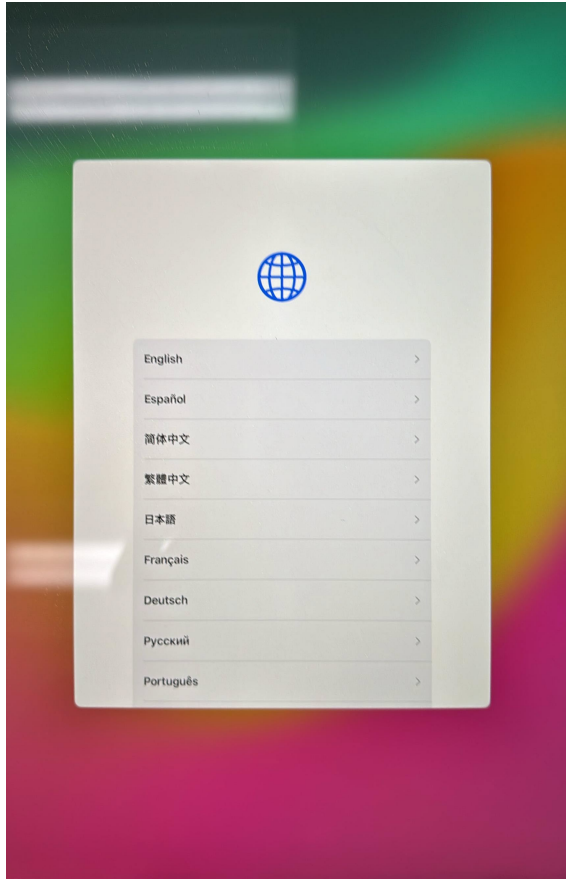 English
Español
简体中文
繁體中文
日本語
Français
Deutsch
Русский
Português